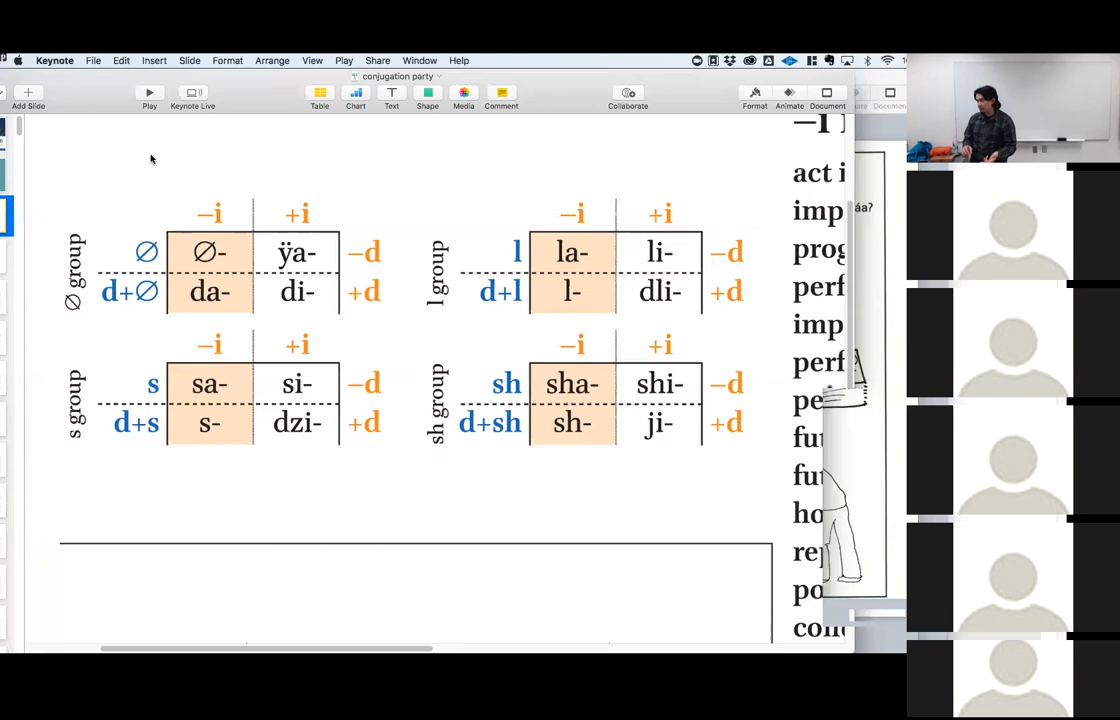 Keynote File Edit Insert Slide Format Arrange View Play Share Window Help
conjugation party
Add Slide Play Keynote Live Table Chart Text Shape Media Comment Collaborate Format Animate Document
–i +i
∅ group ∅ ∅- ÿa- –d
d+∅ da- di- +d
–i +i
l group l la- li- –d
d+l l- dli- +d
–i +i
s group s sa- si- –d
d+s s- dzi- +d
–i +i
sh group sh sha- shi- –d
d+sh sh- ji- +d
–i
act i
imp
prog
perf
imp
perf
pe
fut
fu
ho
rep
po
áa?